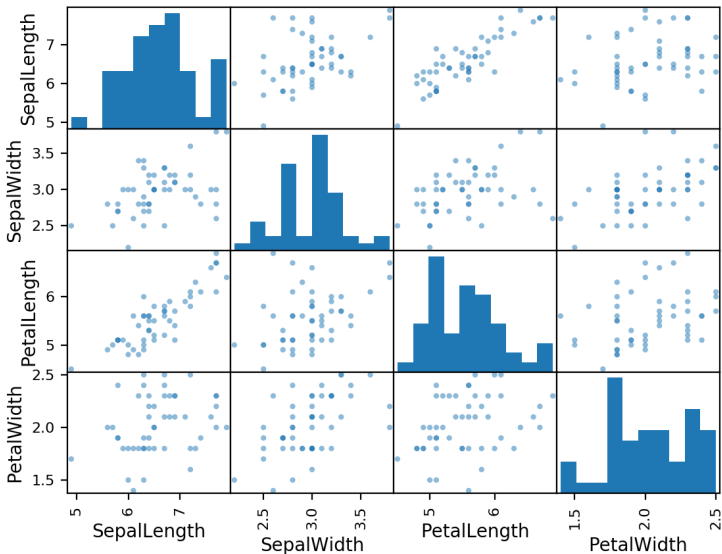 SepalLength
7
6
5
SepalWidth
3.5
3.0
2.5
PetalLength
6
5
PetalWidth
2.5
2.0
1.5
5 6 7 2.5 3.0 3.5 5 6 1.5 2.0 2.5
SepalLength SepalWidth PetalLength PetalWidth